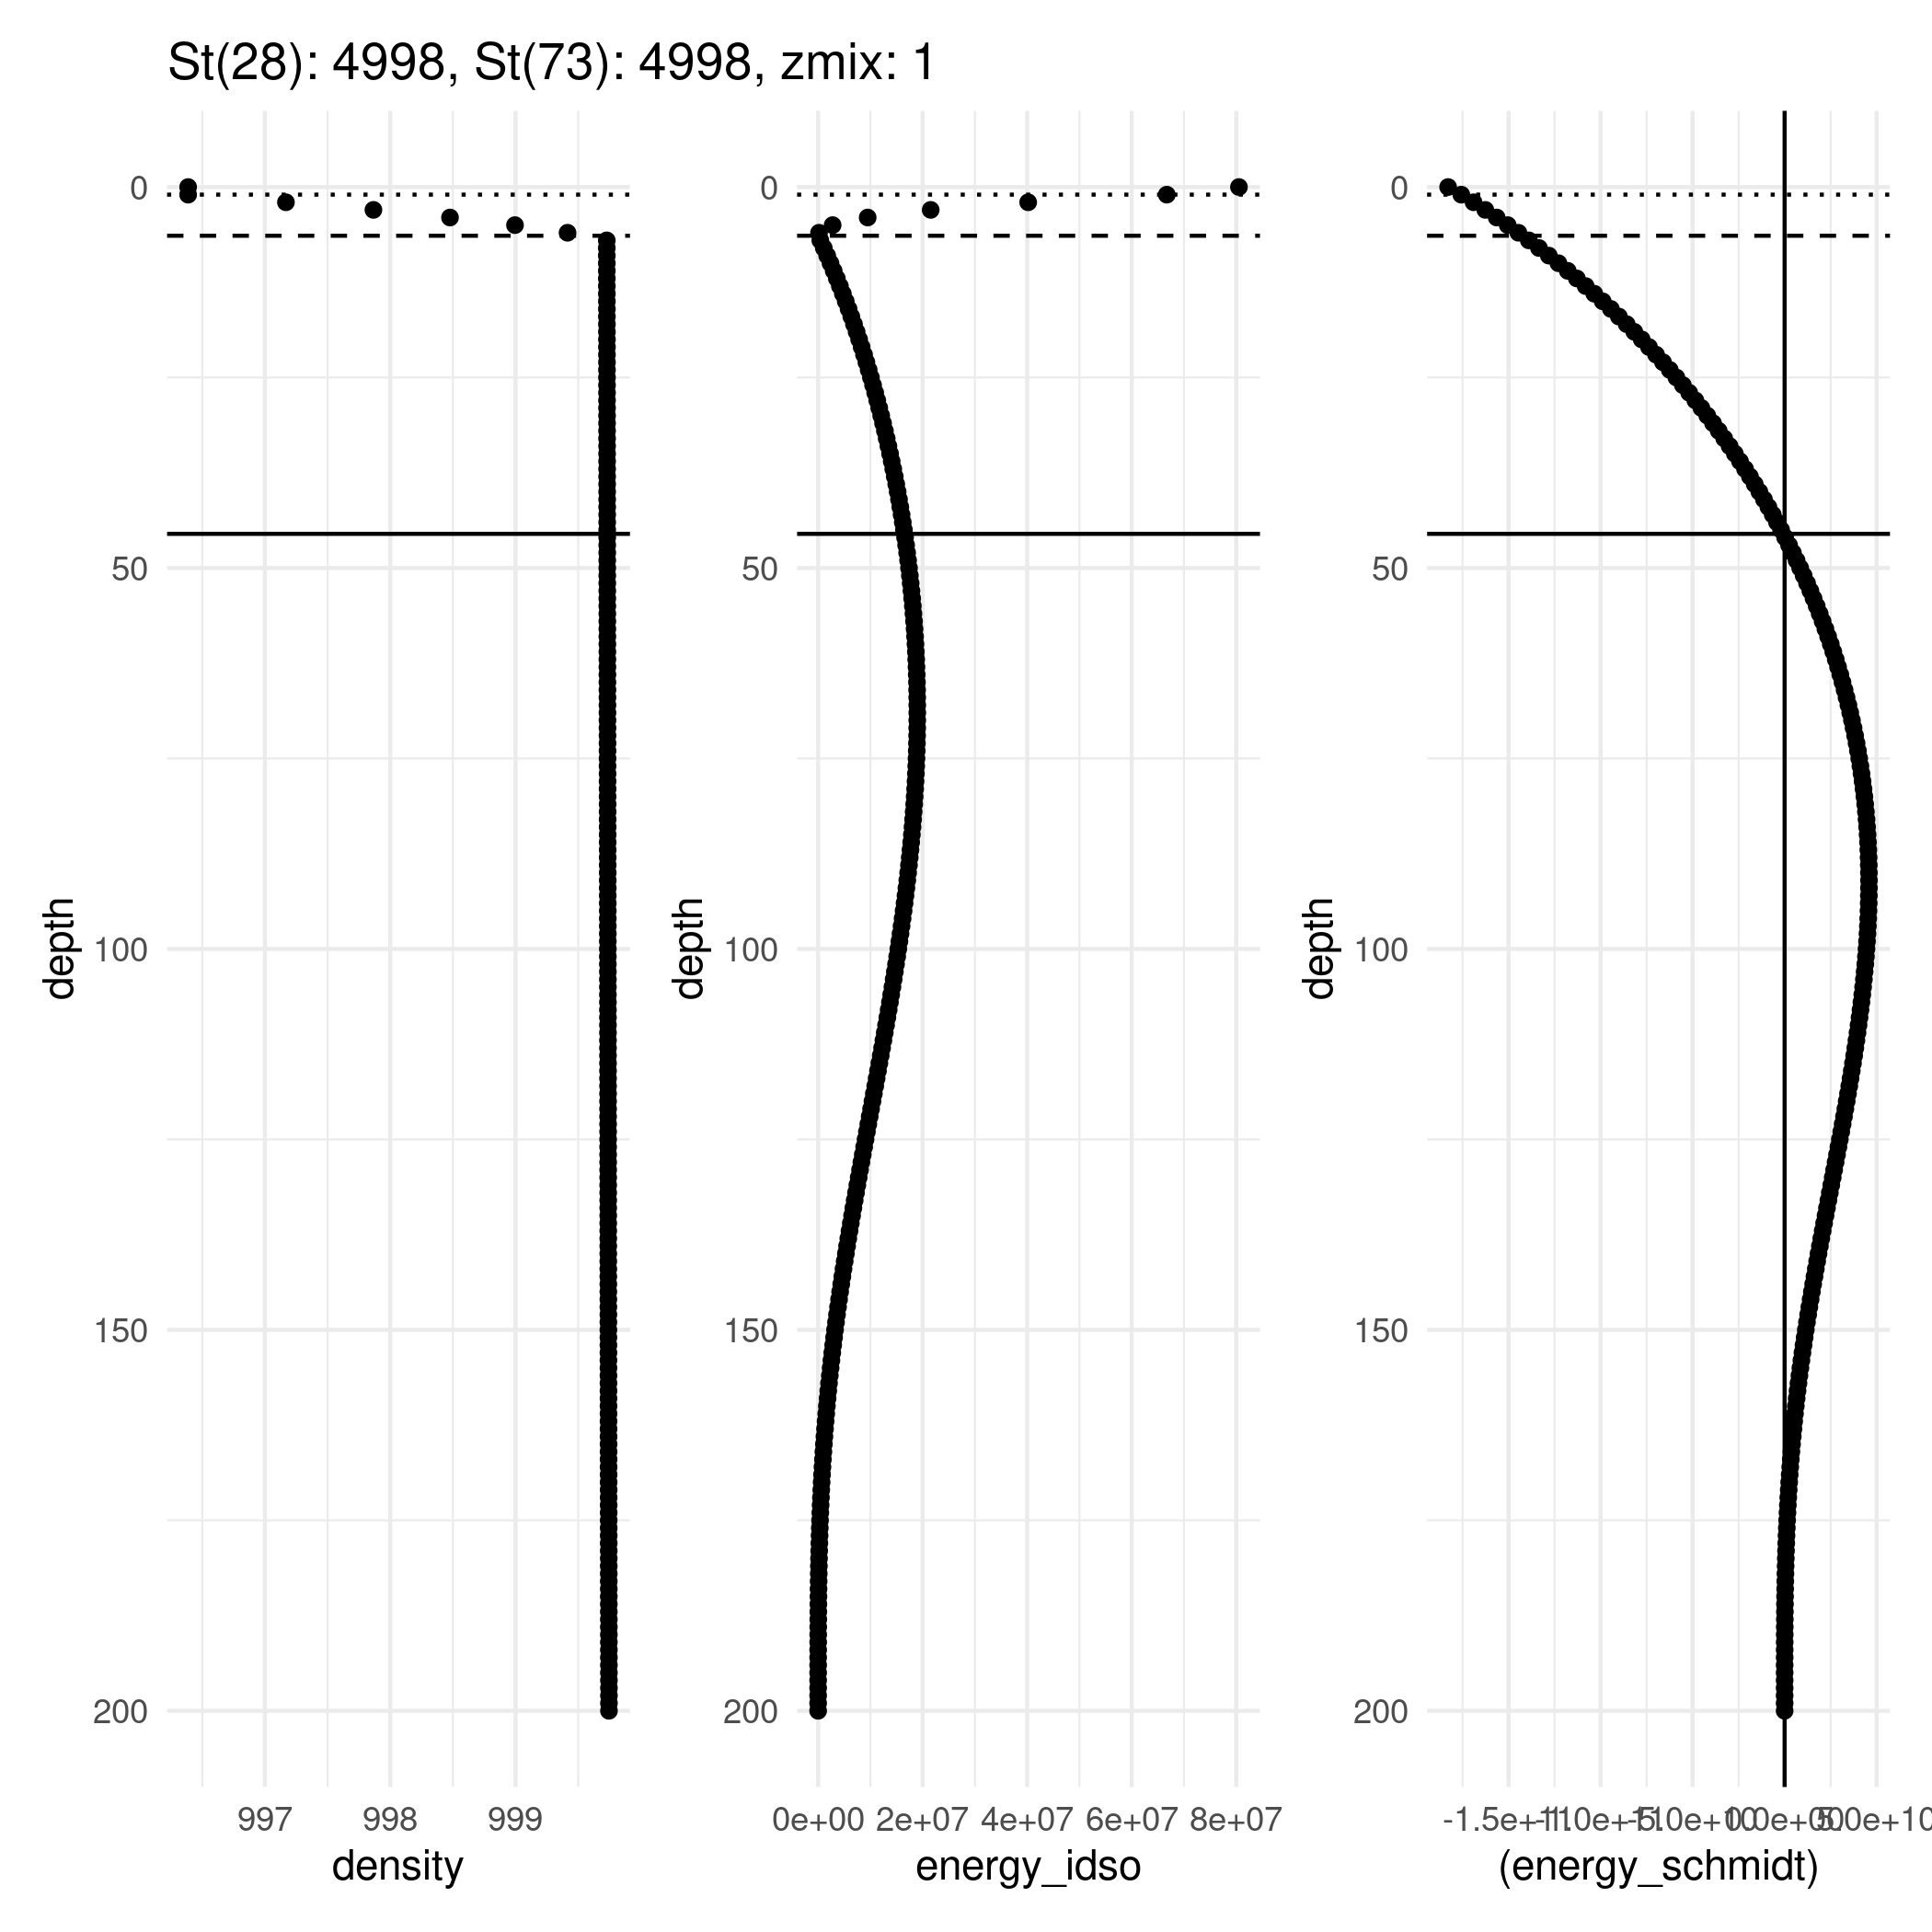 St(28): 4998, St(73): 4998, zmix: 1
depth
0
50
100
150
200
997 998 999
density
depth
0
50
100
150
200
0e+00 2e+07 4e+07 6e+07 8e+07
energy_idso
depth
0
50
100
150
200
-1.5e+11 -1.0e+11 -5.0e+10 0.0e+00 5.0e+10
(energy_schmidt)